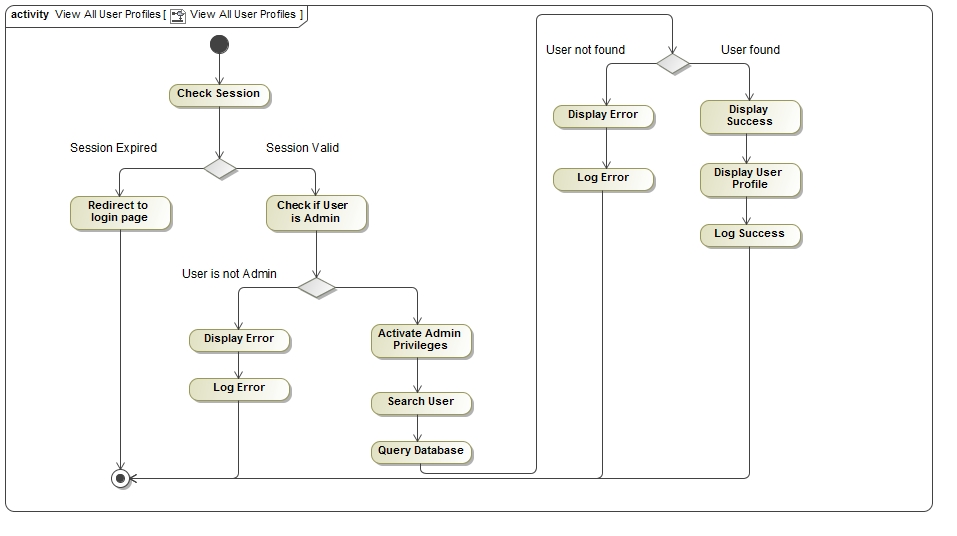 activity View All User Profiles [ View All User Profiles ]
Check Session
Session Expired
Session Valid
Redirect to
login page
Check if User
is Admin
User is not Admin
Display Error
Log Error
Activate Admin
Privileges
Search User
Query Database
User not found
User found
Display Error
Log Error
Display
Success
Display User
Profile
Log Success